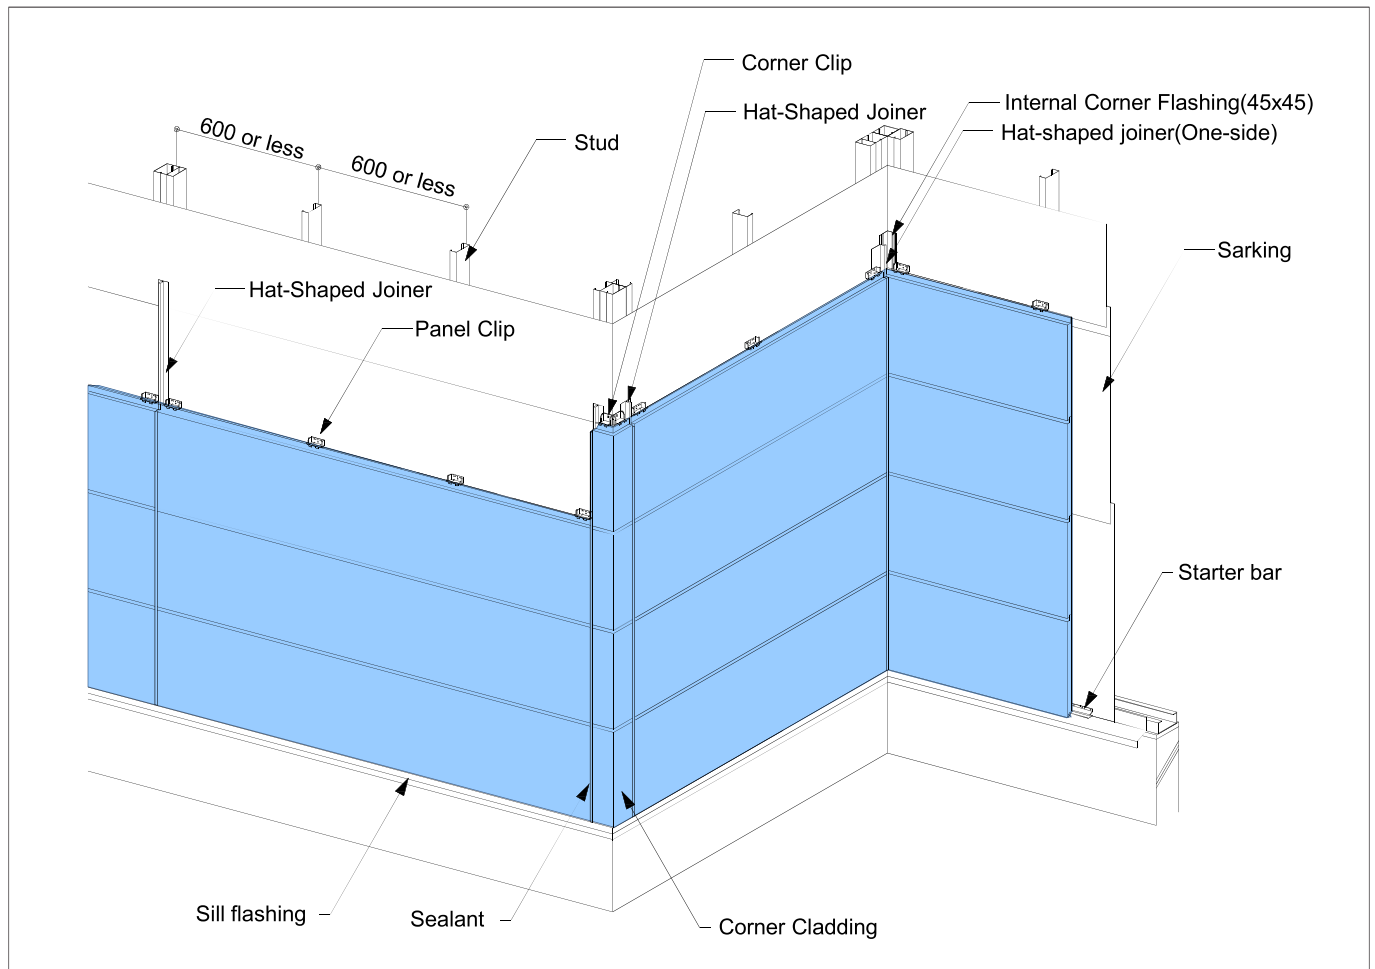 Corner Clip
Hat-Shaped Joiner
Internal Corner Flashing(45x45)
Hat-shaped joiner(One-side)
600 or less
600 or less
Stud
Sarking
Hat-Shaped Joiner
Panel Clip
Starter bar
Sill flashing
Sealant
Corner Cladding